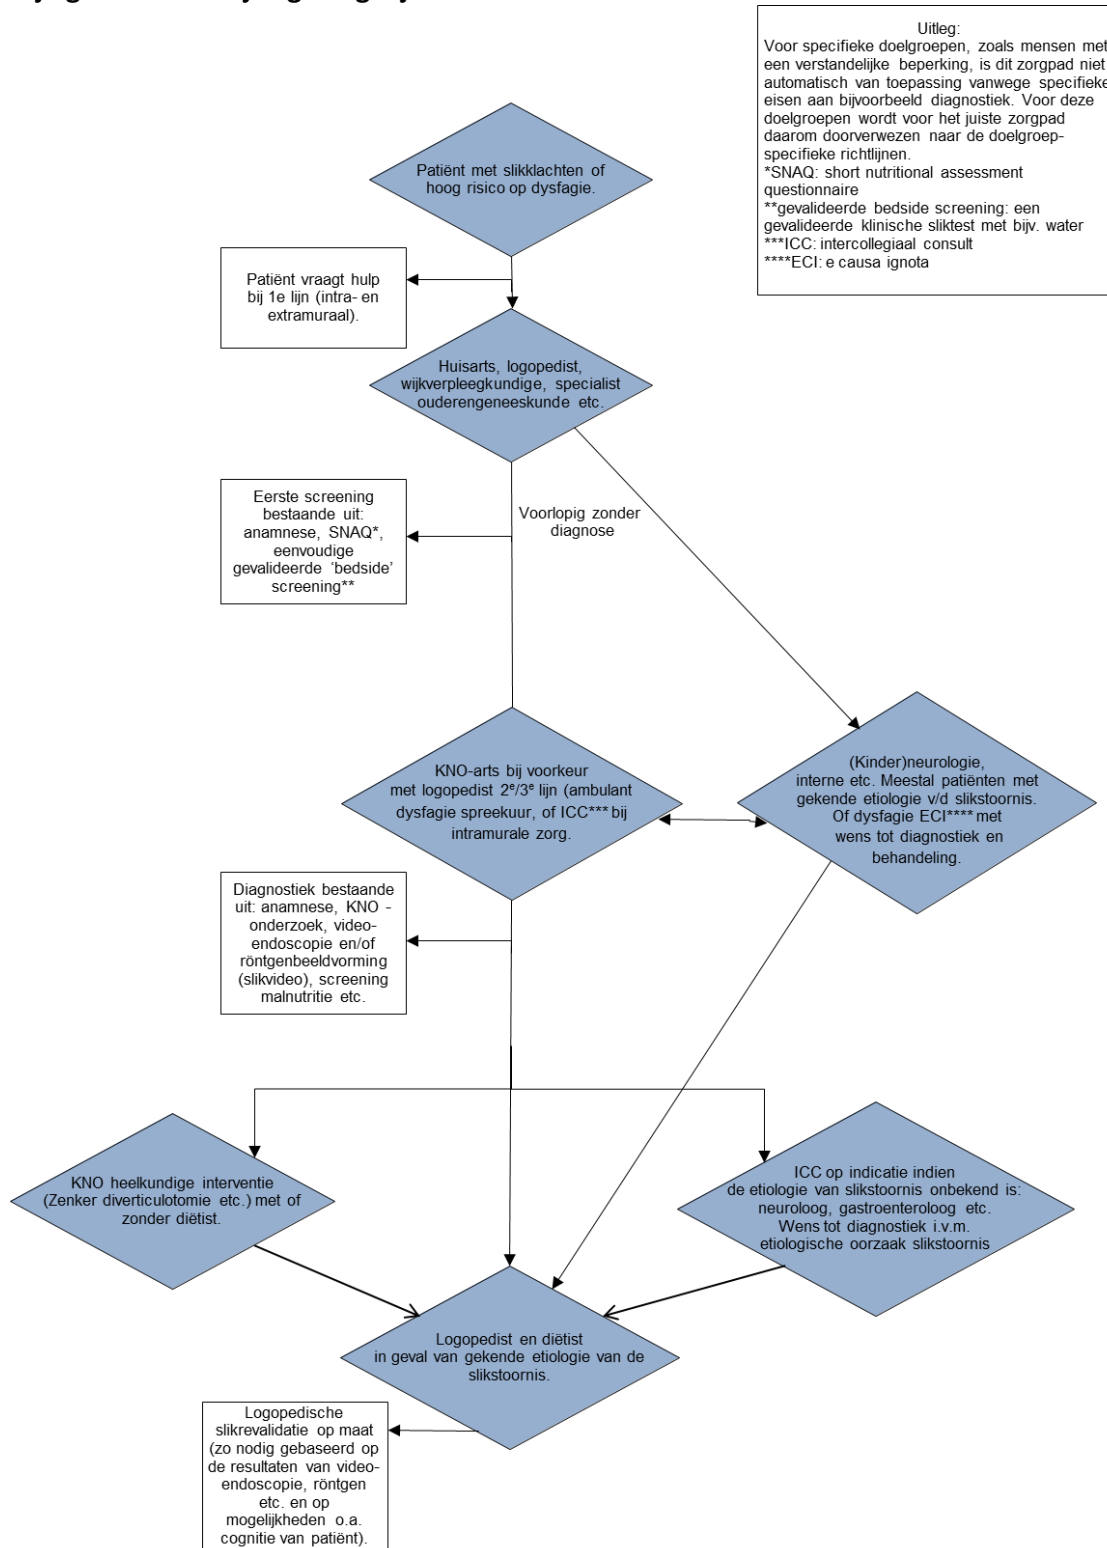 Uitleg:
Voor specifieke doelgroepen, zoals mensen met
een verstandelijke beperking, is dit zorgpad niet
automatisch van toepassing vanwege specifieke
eisen aan bijvoorbeeld diagnostiek. Voor deze
doelgroepen wordt voor het juiste zorgpad
daarom doorverwezen naar de doelgroep-
specifieke richtlijnen.
*SNAQ: short nutritional assessment
questionnaire
**gevalideerde bedside screening: een
gevalideerde klinische sliktest met bijv. water
***ICC: intercollegiaal consult
****ECI: e causa ignota
Patiënt met slikklachten of
hoog risico op dysfagie.
Patiënt vraagt hulp
bij 1e lijn (intra- en
extramuraal).
Huisarts, logopedist,
wijkverpleegkundige, specialist
ouderengeneeskunde etc.
Eerste screening
bestaande uit:
anamnese, SNAQ*,
eenvoudige
gevalideerde ‘bedside’
screening**
Voorlopig zonder
diagnose
KNO-arts bij voorkeur
met logopedist 2ᵉ/3ᵉ lijn (ambulant
dysfagie spreekuur, of ICC*** bij
intramurale zorg.
(Kinder)neurologie,
interne etc. Meestal patiënten met
gekende etiologie v/d slikstoornis.
Of dysfagie ECI**** met
wens tot diagnostiek en
behandeling.
Diagnostiek bestaande
uit: anamnese, KNO -
onderzoek, video-
endoscopie en/of
röntgenbeeldvorming
(slikvideo), screening
malnutritie etc.
KNO heelkundige interventie
(Zenker diverticulotomie etc.) met of
zonder diëtist.
ICC op indicatie indien
de etiologie van slikstoornis onbekend is:
neuroloog, gastroenteroloog etc.
Wens tot diagnostiek i.v.m.
etiologische oorzaak slikstoornis
Logopedist en diëtist
in geval van gekende etiologie van de
slikstoornis.
Logopedische
slikrevalidatie op maat
(zo nodig gebaseerd op
de resultaten van video-
endoscopie, röntgen
etc. en op
mogelijkheden o.a.
cognitie van patiënt).